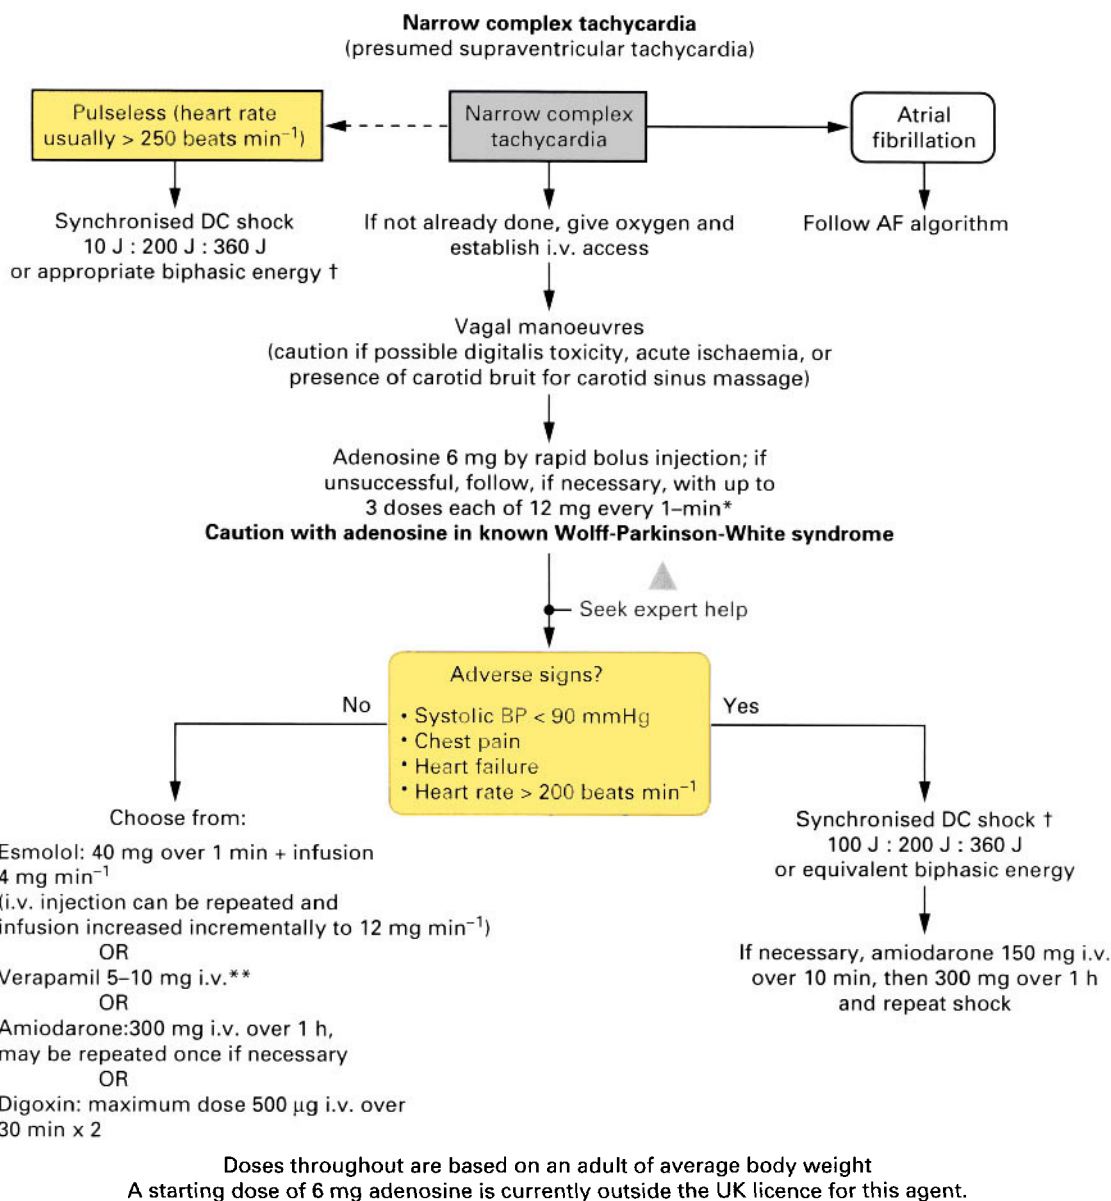 Narrow complex tachycardia
(presumed supraventricular tachycardia)
Pulseless (heart rate
usually > 250 beats min⁻¹)
Narrow complex
tachycardia
Atrial
fibrillation
Synchronised DC shock
10 J : 200 J : 360 J
or appropriate biphasic energy †
If not already done, give oxygen and
establish i.v. access
Follow AF algorithm
Vagal manoeuvres
(caution if possible digitalis toxicity, acute ischaemia, or
presence of carotid bruit for carotid sinus massage)
Adenosine 6 mg by rapid bolus injection; if
unsuccessful, follow, if necessary, with up to
3 doses each of 12 mg every 1–min*
Caution with adenosine in known Wolff-Parkinson-White syndrome
Seek expert help
Adverse signs?
• Systolic BP < 90 mmHg
• Chest pain
• Heart failure
• Heart rate > 200 beats min⁻¹
No
Yes
Choose from:
Esmolol: 40 mg over 1 min + infusion
4 mg min⁻¹
(i.v. injection can be repeated and
infusion increased incrementally to 12 mg min⁻¹)
OR
Verapamil 5–10 mg i.v.**
OR
Amiodarone:300 mg i.v. over 1 h,
may be repeated once if necessary
OR
Digoxin: maximum dose 500 µg i.v. over
30 min x 2
Synchronised DC shock †
100 J : 200 J : 360 J
or equivalent biphasic energy
If necessary, amiodarone 150 mg i.v.
over 10 min, then 300 mg over 1 h
and repeat shock
Doses throughout are based on an adult of average body weight
A starting dose of 6 mg adenosine is currently outside the UK licence for this agent.